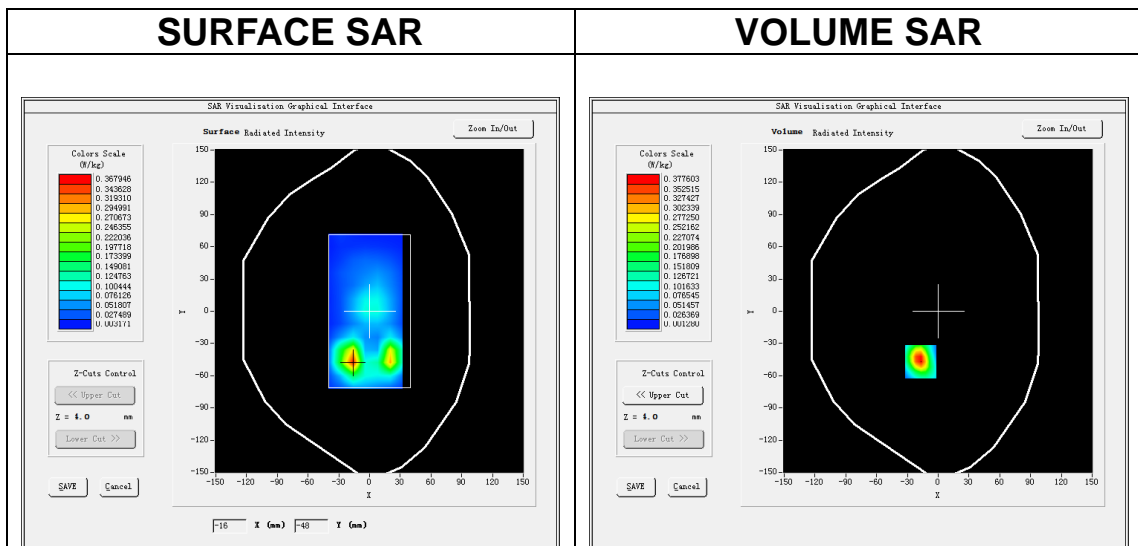 SURFACE SAR
VOLUME SAR
SAR Visualisation Graphical Interface
Surface Radiated Intensity
Zoom In/Out
Colors Scale
(W/kg)
0.367946
0.343628
0.319310
0.294991
0.270673
0.246355
0.222036
0.197718
0.173399
0.149081
0.124763
0.100444
0.076126
0.051807
0.027489
0.003171
Z-Cuts Control
<< Upper Cut
Z = 4.0 mm
Lower Cut >>
SAVE Cancel
150
120
90
60
30
0
-30
-60
-90
-120
-150
Y
-150 -120 -90 -60 -30 0 30 60 90 120 150
X
-16 X (mm) -48 Y (mm)
SAR Visualisation Graphical Interface
Volume Radiated Intensity
Zoom In/Out
Colors Scale
(W/kg)
0.377603
0.352515
0.327427
0.302339
0.277250
0.252162
0.227074
0.201986
0.176898
0.151809
0.126721
0.101633
0.076545
0.051457
0.026369
0.001280
Z-Cuts Control
<< Upper Cut
Z = 4.0 mm
Lower Cut >>
SAVE Cancel
150
120
90
60
30
0
-30
-60
-90
-120
-150
Y
-150 -120 -90 -60 -30 0 30 60 90 120 150
X